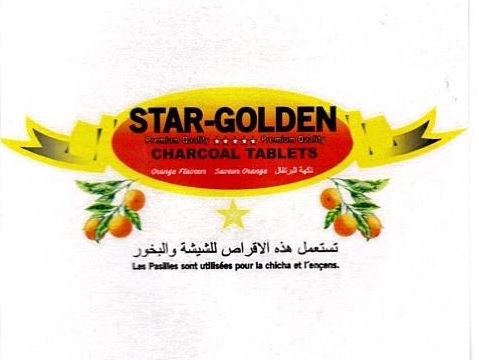 STAR-GOLDEN
Premium Quality ★★★★★ Premium Quality
CHARCOAL TABLETS
Orange Flavour Saveur Orange نكهة البرتقال
تستعمل هذه الاقراص للشيشة والبخور
Les Pasilles sont utilisées pour la chicha et l'ençens.